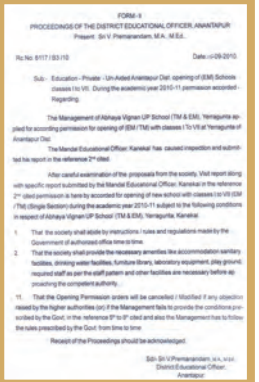 FORM - II
PROCEEDINGS OF THE DISTRICT EDUCATIONAL OFFICER, ANANTAPUR
Present: Sri V. Premanandam, M.A., M.Ed.,
Rc.No. 8117 / B3 /10 Date :-09-2010.
Sub:- Education - Private - Un-Aided Anantapur Dist. opening of (EM) Schools
classes I to VII. During the academic year 2010-11 permission accorded -
Regarding.
The Management of Abhaya Vignan UP School (TM & EM), Yerragunta ap-
plied for according permission for opening of (EM / TM) with classes I To VII at Yerragunta of
Anantapur Dist.
The Mandal Educational Officer, Kanekal has caused inspection and submit-
ted his report in the reference 2nd cited.
After careful examination of the proposals from the society, Visit report along
with specific report submitted by the Mandal Educational Officer, Kanekal in the reference
2nd cited permission is here by accorded for opening of new school with classes I to VII (EM
/ TM) (Single Section) during the academic year 2010-11 subject to the following conditions
in respect of Abhaya Vignan UP School (TM & EM), Yerragunta, Kanekal.
1. That the society shall abide by instructions / rules and regulations made by the
Government of authorized office time to time.
2. That the society shall provide the necessary amenities like accommodation sanitary
facilities, drinking water facilities, furniture library, laboratory equipment, play ground,
required staff as per the staff pattern and other facilities are necessary before ap-
proaching the competent authority.
11. That the Opening Permission orders will be cancelled / Modified if any objection
raised by the higher authorities (or) if the Management fails to provide the conditions pre-
scribed by the Govt. in the reference 5th to 9th cited and also the Management has to follow
the rules prescribed by the Govt. from time to time.
Receipt of the Proceedings should be acknowledged.
Sd/- Sri V.Premanandam, M.A., M.Ed.,
District Educational Officer,
Anantapur.